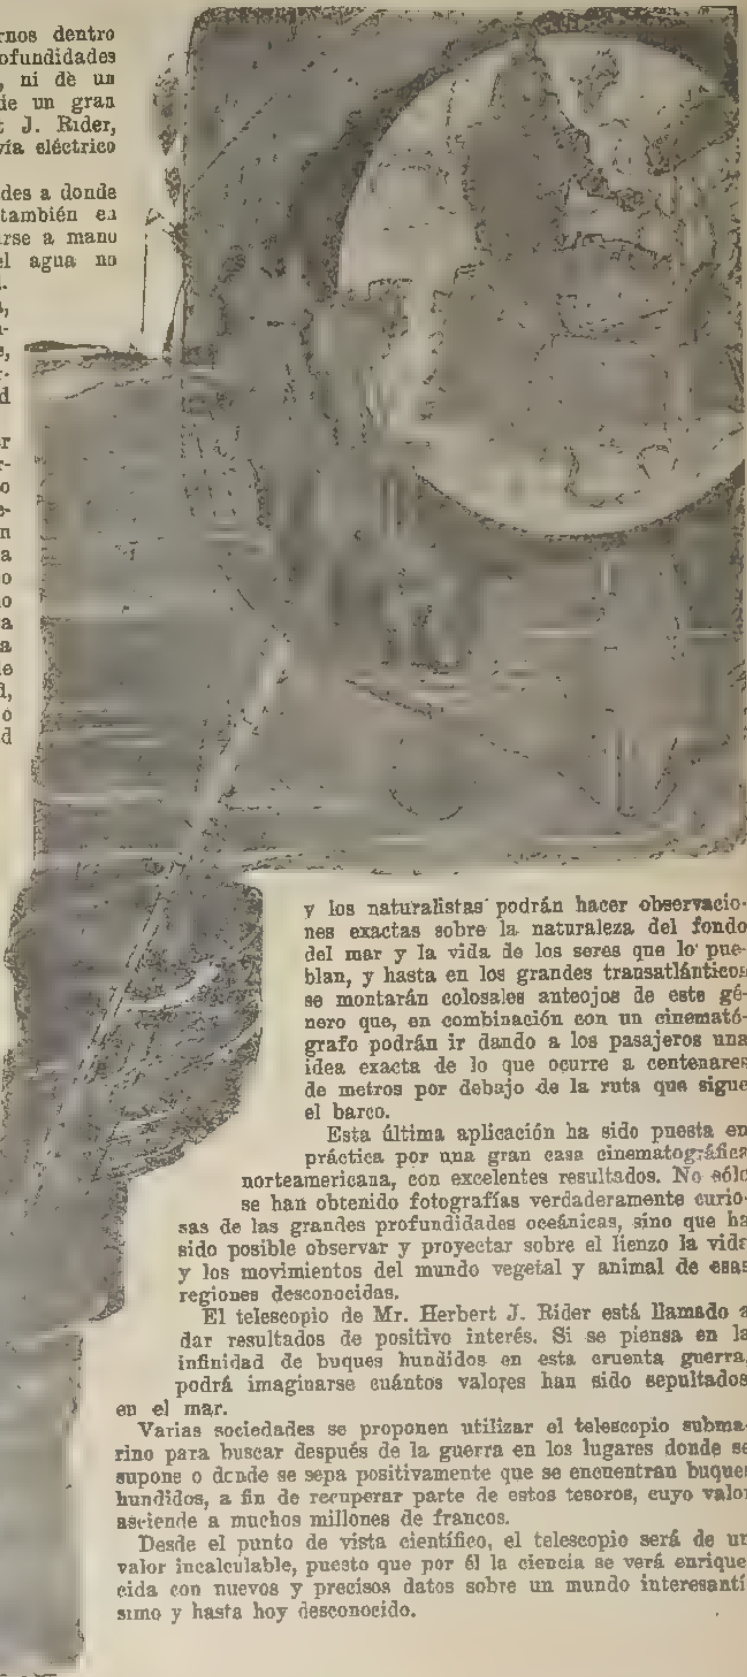 rnos dentro
ofundidades
, ni de un
de un gran
t J. Rider,
vía eléctrico
des a donde
también en
arse a mano
el agua no
d
r
o
n
a
o
o
a
a
le
d,
o
d
y los naturalistas podrán hacer observacio-
nes exactas sobre la naturaleza del fondo
del mar y la vida de los seres que lo pue-
blan, y hasta en los grandes transatlánticos
se montarán colosales anteojos de este gé-
nero que, en combinación con un cinemató-
grafo podrán ir dando a los pasajeros una
idea exacta de lo que ocurre a centenares
de metros por debajo de la ruta que sigue
el barco.
Esta última aplicación ha sido puesta en
práctica por una gran casa cinematográfica
norteamericana, con excelentes resultados. No sólo
se han obtenido fotografías verdaderamente curio-
sas de las grandes profundidades oceánicas, sino que ha
sido posible observar y proyectar sobre el lienzo la vida
y los movimientos del mundo vegetal y animal de esas
regiones desconocidas.
El telescopio de Mr. Herbert J. Rider está llamado a
dar resultados de positivo interés. Si se piensa en la
infinidad de buques hundidos en esta cruenta guerra,
podrá imaginarse cuántos valores han sido sepultados
en el mar.
Varias sociedades se proponen utilizar el telescopio subma-
rino para buscar después de la guerra en los lugares donde se
supone o donde se sepa positivamente que se encuentran buques
hundidos, a fin de recuperar parte de estos tesoros, cuyo valor
asciende a muchos millones de francos.
Desde el punto de vista científico, el telescopio será de un
valor incalculable, puesto que por él la ciencia se verá enrique
cida con nuevos y precisos datos sobre un mundo interesantí
simo y hasta hoy desconocido.